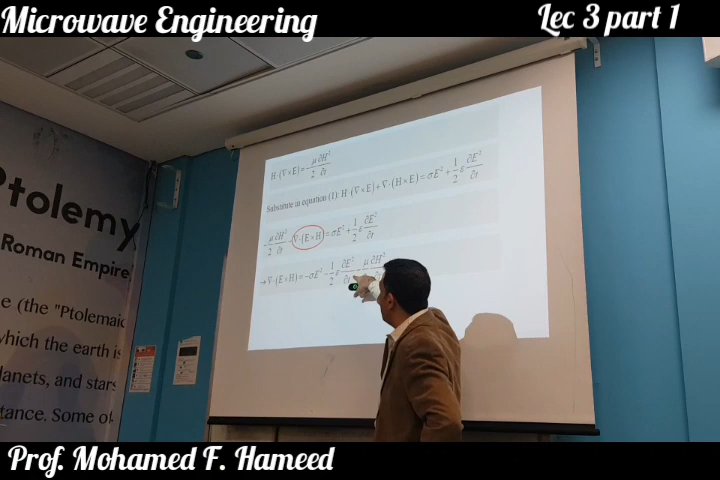 Microwave Engineering
Lec 3 part 1
H·(∇×E)=-μ/2 ∂H²/∂t
Substitute in equation (1): H·(∇×E)+∇·(H×E)=σE²+1/2 ε ∂E²/∂t
-μ/2 ∂H²/∂t -∇·(E×H)=σE²+1/2 ε ∂E²/∂t
→∇·(E×H)=-σE²-1/2 ε ∂E²/∂t - μ/2 ∂H²/∂t
Ptolemy
Roman Empire
e (the "Ptolemaic
which the earth is
lanets, and stars
tance. Some of
Prof. Mohamed F. Hameed